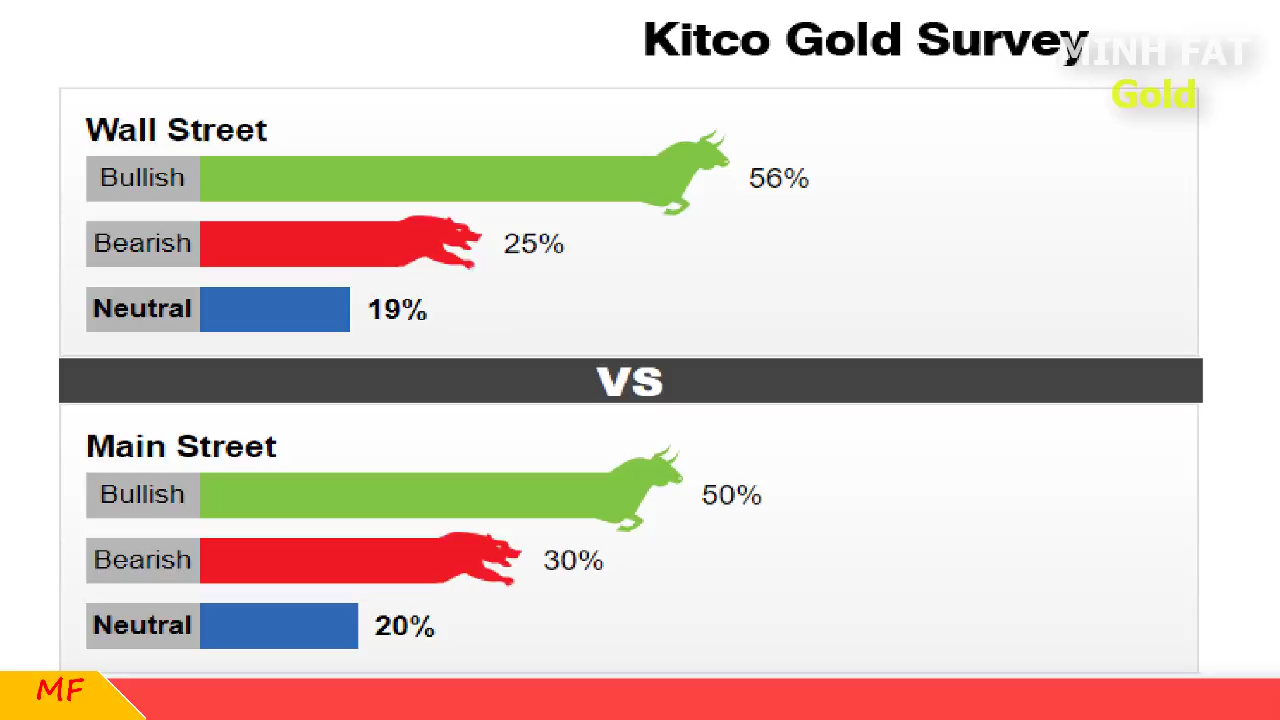 Kitco Gold Survey
MINH FAT
Gold
Wall Street
Bullish 56%
Bearish 25%
Neutral 19%
VS
Main Street
Bullish 50%
Bearish 30%
Neutral 20%
MF